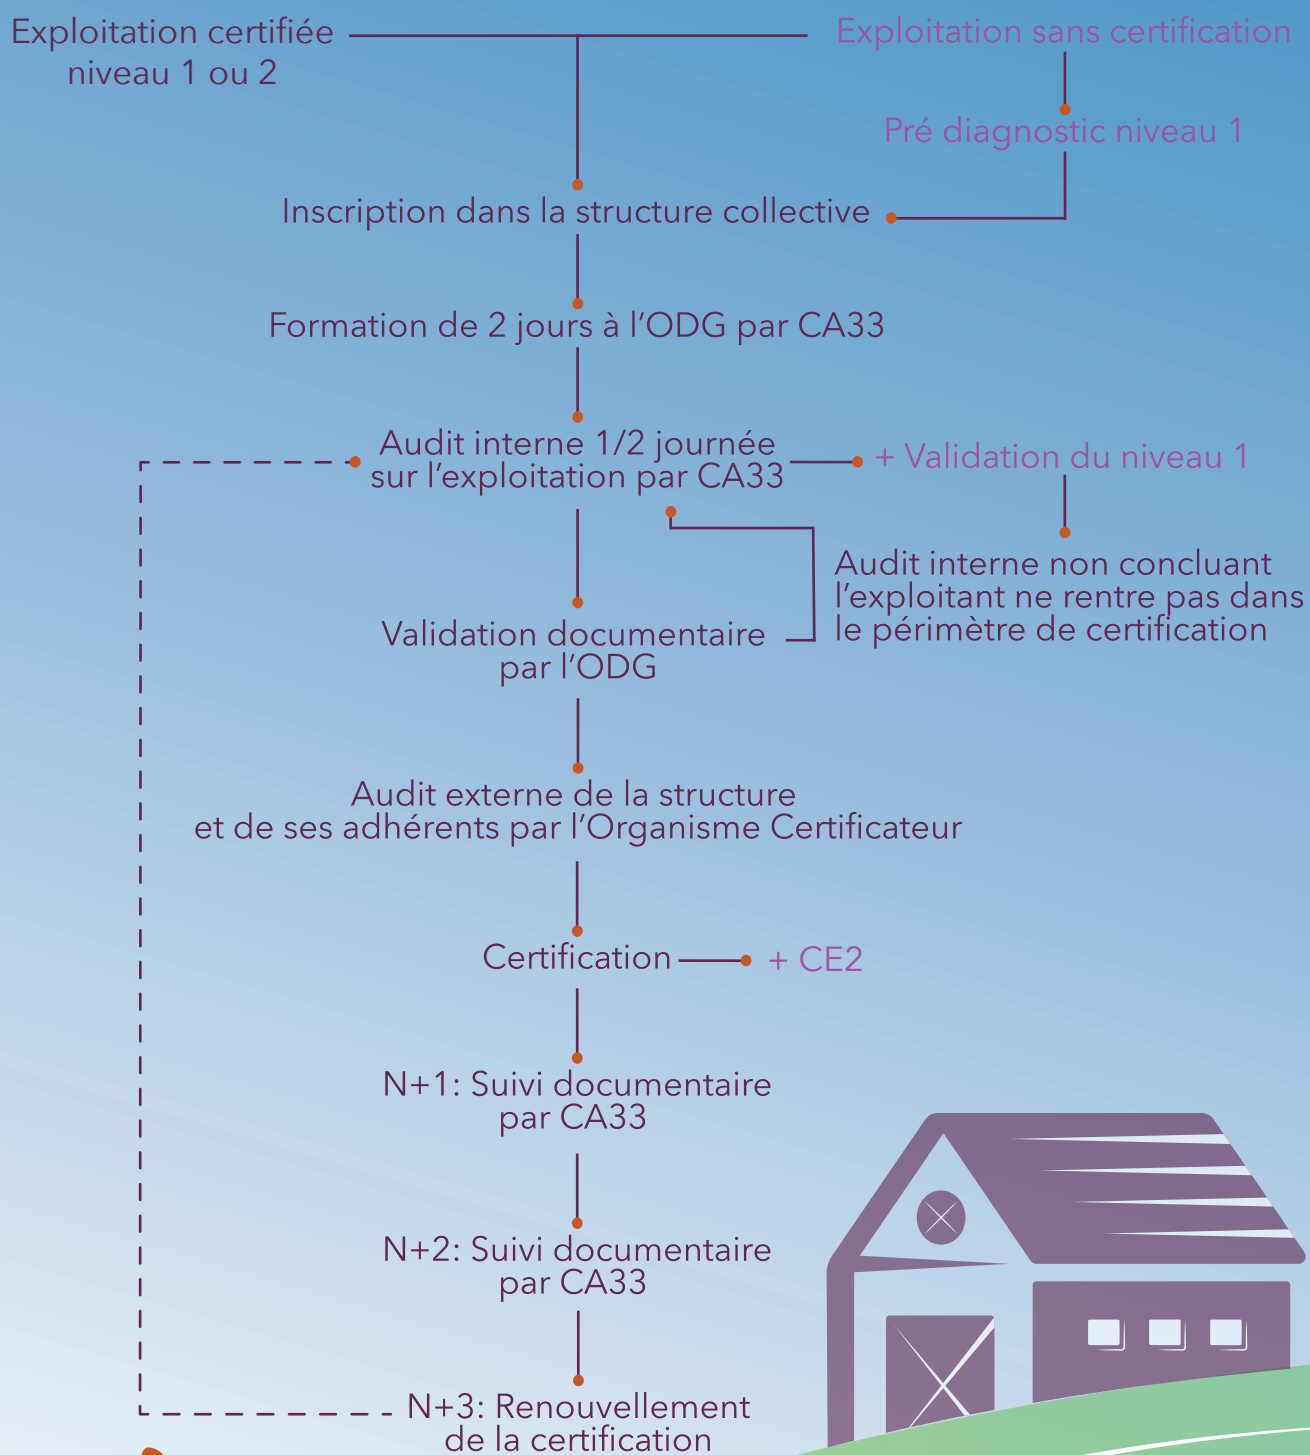 Exploitation certifiée
niveau 1 ou 2
Exploitation sans certification
Pré diagnostic niveau 1
Inscription dans la structure collective
Formation de 2 jours à l’ODG par CA33
Audit interne 1/2 journée
sur l’exploitation par CA33
+ Validation du niveau 1
Audit interne non concluant
l’exploitant ne rentre pas dans
le périmètre de certification
Validation documentaire
par l’ODG
Audit externe de la structure
et de ses adhérents par l’Organisme Certificateur
Certification
+ CE2
N+1: Suivi documentaire
par CA33
N+2: Suivi documentaire
par CA33
N+3: Renouvellement
de la certification